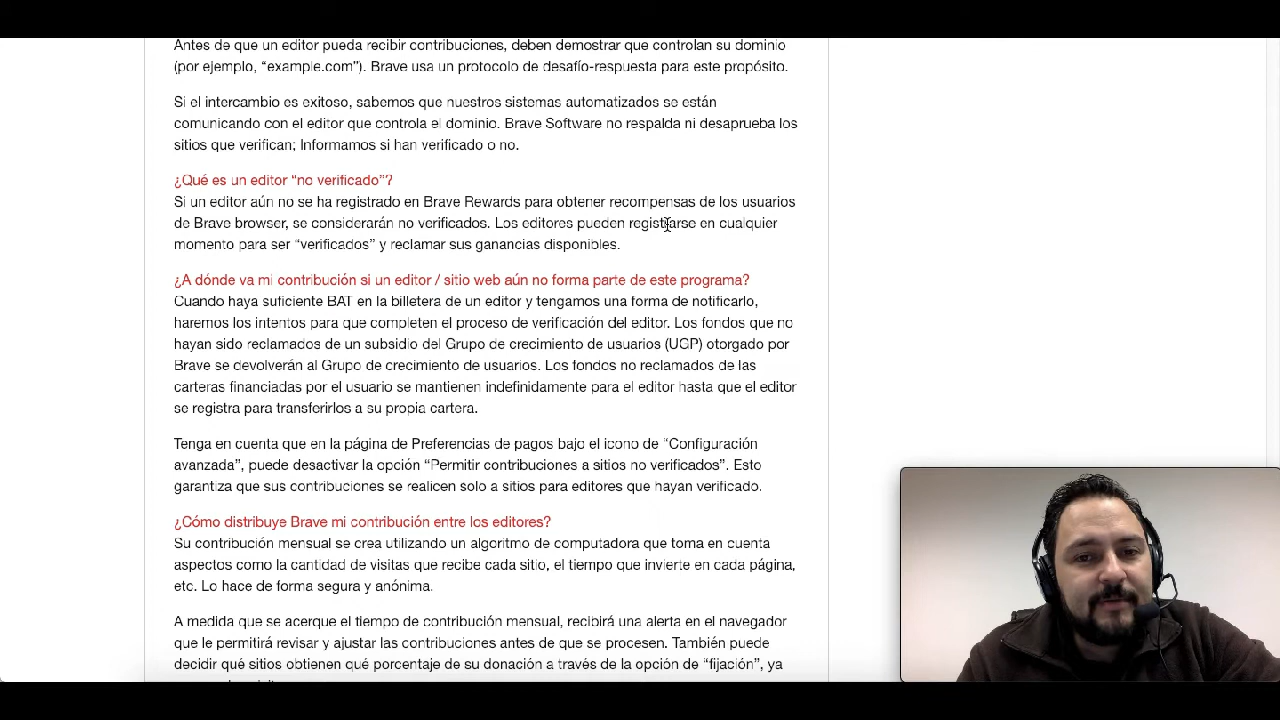 Antes de que un editor pueda recibir contribuciones, deben demostrar que controlan su dominio
(por ejemplo, “example.com”). Brave usa un protocolo de desafío-respuesta para este propósito.
Si el intercambio es exitoso, sabemos que nuestros sistemas automatizados se están
comunicando con el editor que controla el dominio. Brave Software no respalda ni desaprueba los
sitios que verifican; Informamos si han verificado o no.
¿Qué es un editor “no verificado”?
Si un editor aún no se ha registrado en Brave Rewards para obtener recompensas de los usuarios
de Brave browser, se considerarán no verificados. Los editores pueden registrarse en cualquier
momento para ser “verificados” y reclamar sus ganancias disponibles.
¿A dónde va mi contribución si un editor / sitio web aún no forma parte de este programa?
Cuando haya suficiente BAT en la billetera de un editor y tengamos una forma de notificarlo,
haremos los intentos para que completen el proceso de verificación del editor. Los fondos que no
hayan sido reclamados de un subsidio del Grupo de crecimiento de usuarios (UGP) otorgado por
Brave se devolverán al Grupo de crecimiento de usuarios. Los fondos no reclamados de las
carteras financiadas por el usuario se mantienen indefinidamente para el editor hasta que el editor
se registra para transferirlos a su propia cartera.
Tenga en cuenta que en la página de Preferencias de pagos bajo el icono de “Configuración
avanzada”, puede desactivar la opción “Permitir contribuciones a sitios no verificados”. Esto
garantiza que sus contribuciones se realicen solo a sitios para editores que hayan verificado.
¿Cómo distribuye Brave mi contribución entre los editores?
Su contribución mensual se crea utilizando un algoritmo de computadora que toma en cuenta
aspectos como la cantidad de visitas que recibe cada sitio, el tiempo que invierte en cada página,
etc. Lo hace de forma segura y anónima.
A medida que se acerque el tiempo de contribución mensual, recibirá una alerta en el navegador
que le permitirá revisar y ajustar las contribuciones antes de que se procesen. También puede
decidir qué sitios obtienen qué porcentaje de su donación a través de la opción de “fijación”, ya